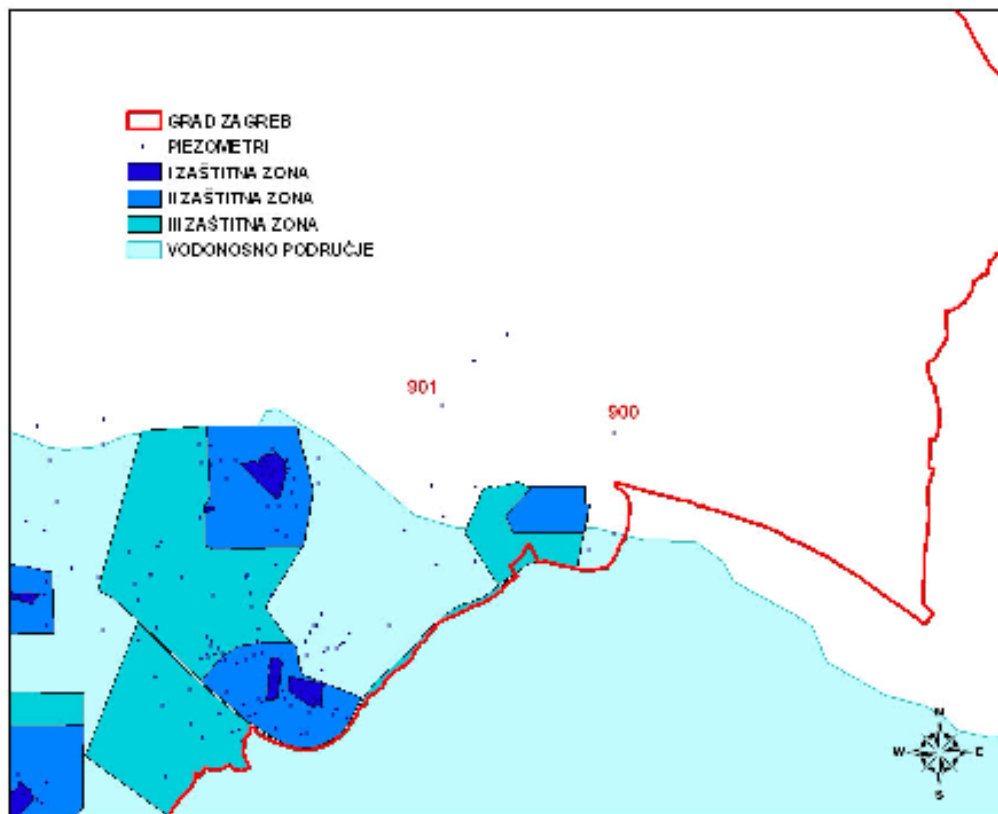 GRAD ZAGREB
PIEZOMETRI
I ZAŠTITNA ZONA
II ZAŠTITNA ZONA
III ZAŠTITNA ZONA
VODONOSNO PODRUČJE
901
900
N
W E
S